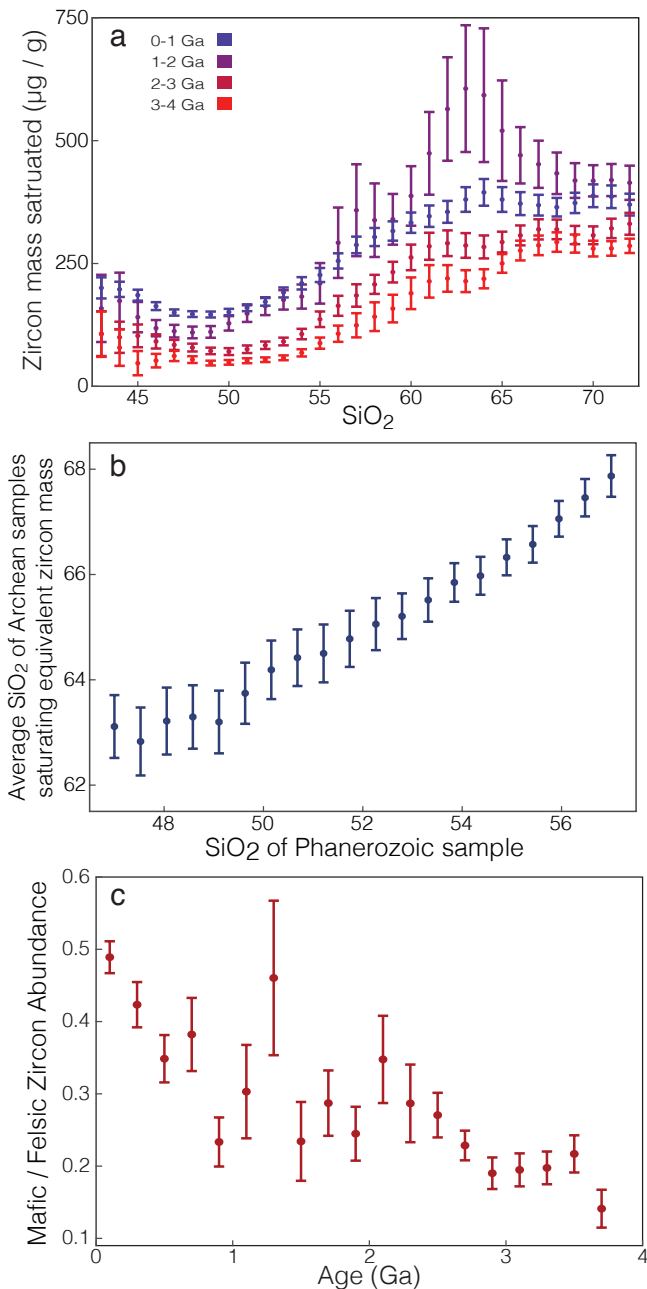 a
0-1 Ga
1-2 Ga
2-3 Ga
3-4 Ga
Zircon mass satruated (μg / g)
750
500
250
0
45 50 55 60 65 70
SiO₂
b
Average SiO₂ of Archean samples
saturating equivalent zircon mass
68
66
64
62
48 50 52 54 56
SiO₂ of Phanerozoic sample
c
Mafic / Felsic Zircon Abundance
0.6
0.5
0.4
0.3
0.2
0.1
0 1 2 3 4
Age (Ga)